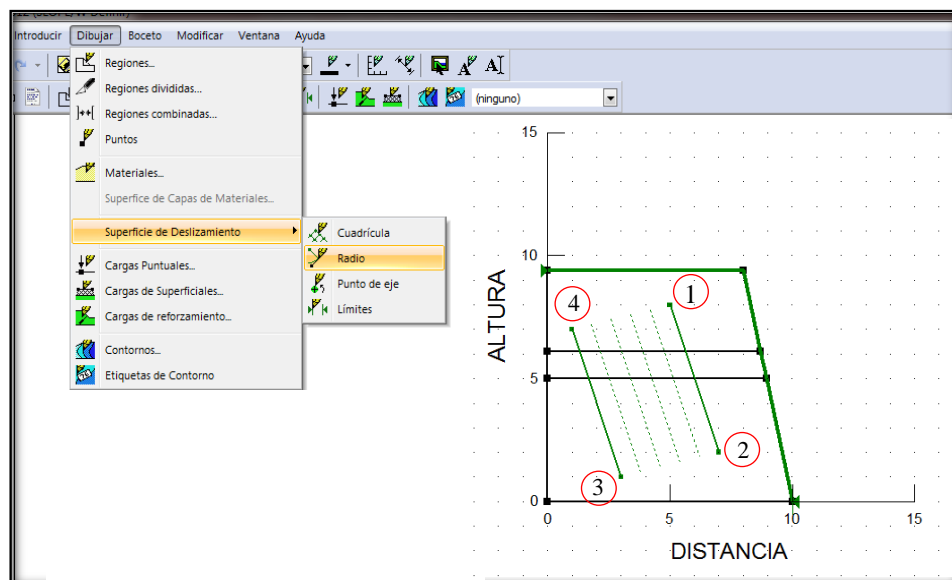 Introducir Dibujar Boceto Modificar Ventana Ayuda
Regiones...
Regiones divididas...
Regiones combinadas...
Puntos
Materiales...
Superfice de Capas de Materiales...
Superficie de Deslizamiento
Cargas Puntuales...
Cargas de Superficiales...
Cargas de reforzamiento...
Contornos...
Etiquetas de Contorno
Cuadrícula
Radio
Punto de eje
Límites
A A
(ninguno)
15
10
5
0
ALTURA
4
1
2
3
0 5 10 15
DISTANCIA